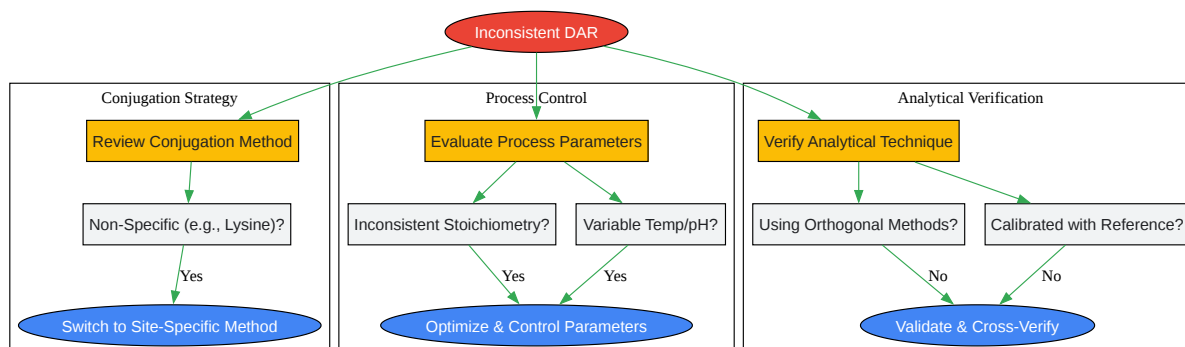 Inconsistent DAR
Conjugation Strategy
Process Control
Analytical Verification
Review Conjugation Method
Evaluate Process Parameters
Verify Analytical Technique
Non-Specific (e.g., Lysine)?
Inconsistent Stoichiometry?
Variable Temp/pH?
Using Orthogonal Methods?
Calibrated with Reference?
Yes
Yes
Yes
No
No
Switch to Site-Specific Method
Optimize & Control Parameters
Validate & Cross-Verify